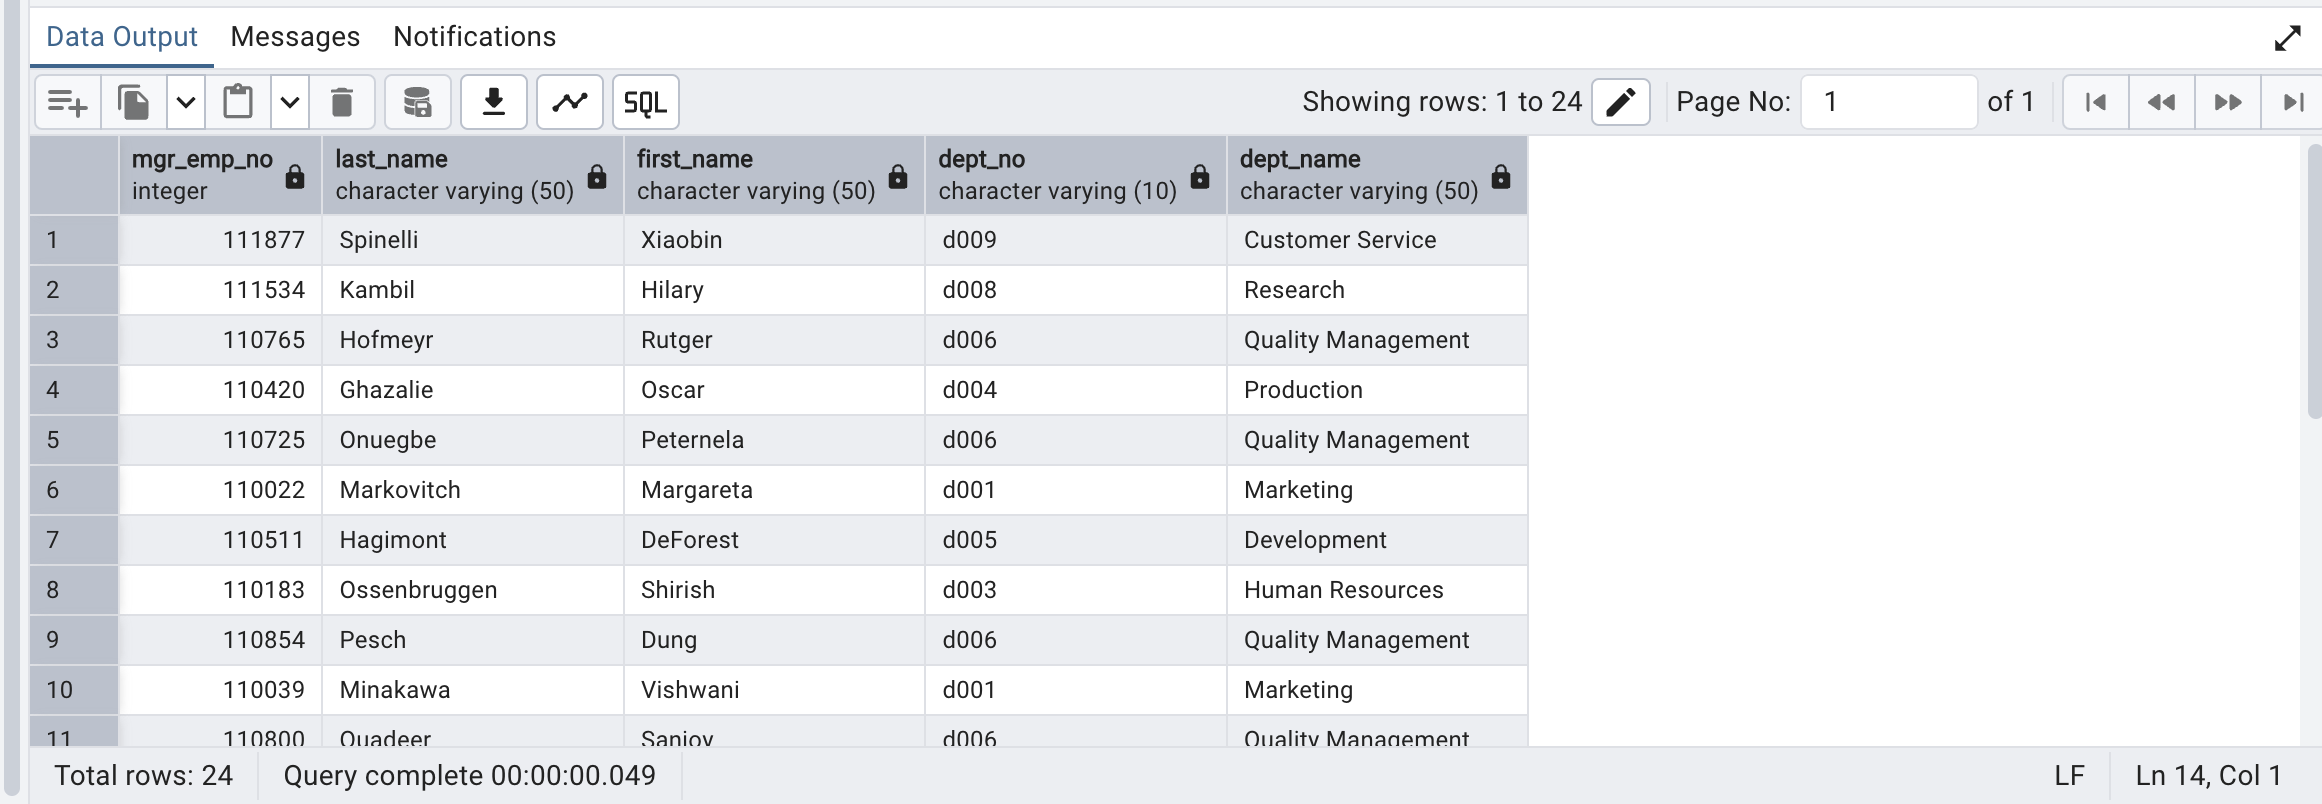 Data Output Messages Notifications
SQL Showing rows: 1 to 24 Page No: 1 of 1
mgr_emp_no last_name first_name dept_no dept_name
integer character varying (50) character varying (50) character varying (10) character varying (50)
1 111877 Spinelli Xiaobin d009 Customer Service
2 111534 Kambil Hilary d008 Research
3 110765 Hofmeyr Rutger d006 Quality Management
4 110420 Ghazalie Oscar d004 Production
5 110725 Onuegbe Peternela d006 Quality Management
6 110022 Markovitch Margareta d001 Marketing
7 110511 Hagimont DeForest d005 Development
8 110183 Ossenbruggen Shirish d003 Human Resources
9 110854 Pesch Dung d006 Quality Management
10 110039 Minakawa Vishwani d001 Marketing
11 110800 Quadeer Sanjoy d006 Quality Management
Total rows: 24 Query complete 00:00:00.049 LF Ln 14, Col 1